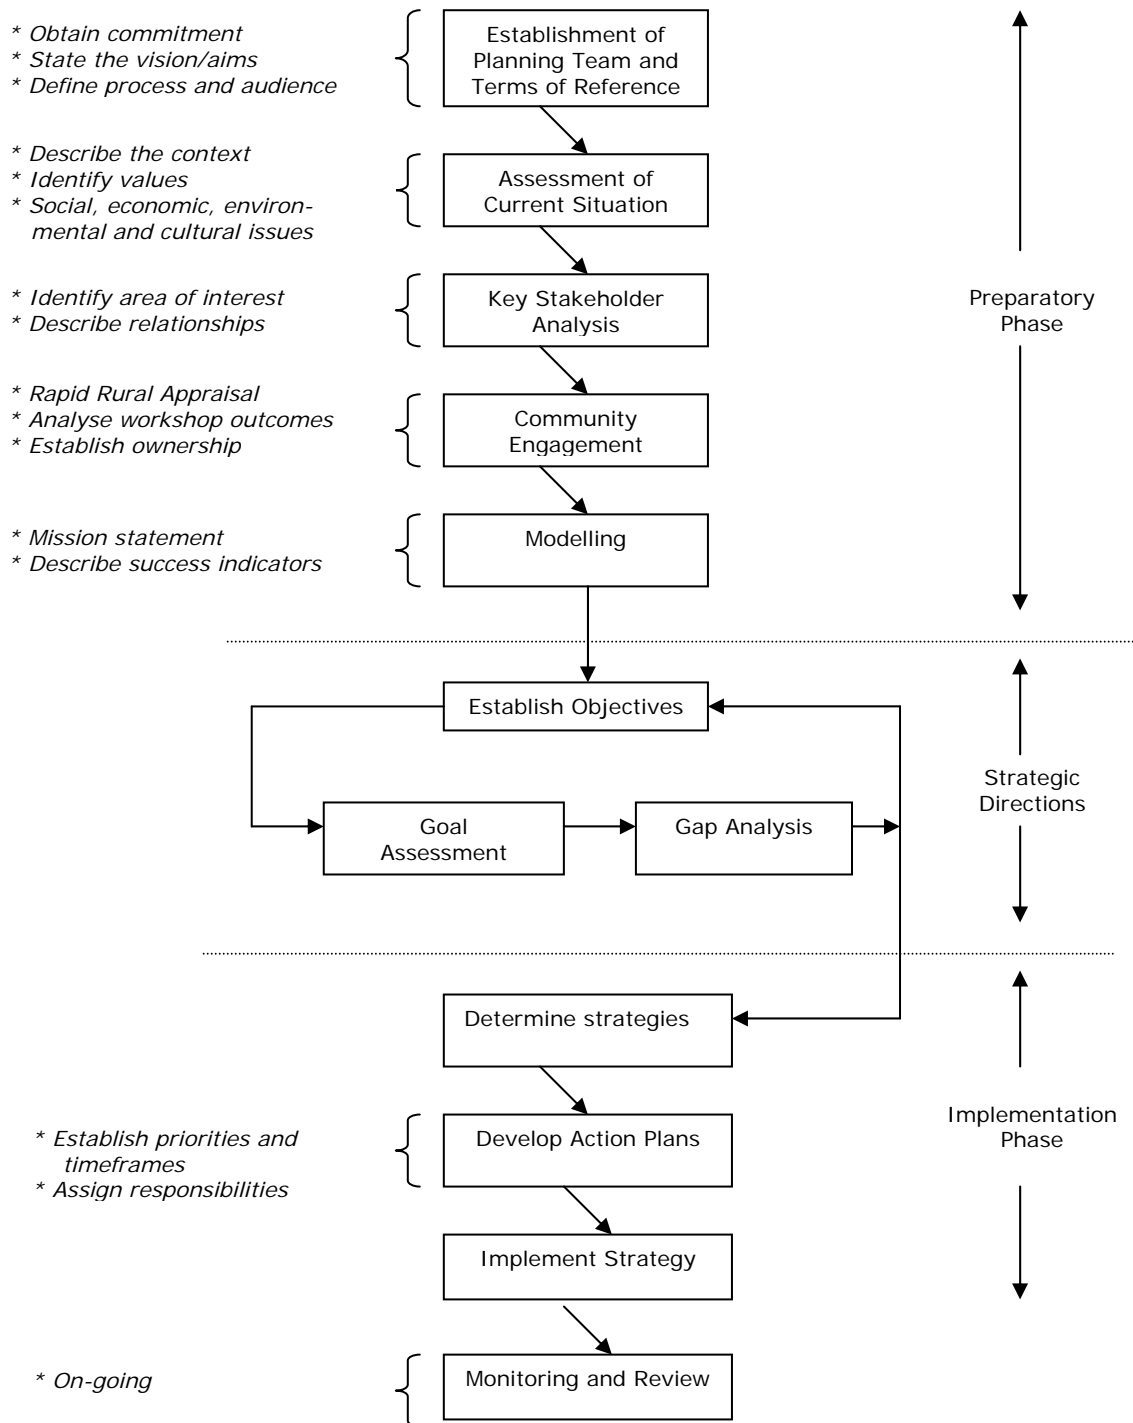 * Obtain commitment
* State the vision/aims
* Define process and audience
Establishment of
Planning Team and
Terms of Reference
* Describe the context
* Identify values
* Social, economic, environ-
mental and cultural issues
Assessment of
Current Situation
* Identify area of interest
* Describe relationships
Key Stakeholder
Analysis
Preparatory
Phase
* Rapid Rural Appraisal
* Analyse workshop outcomes
* Establish ownership
Community
Engagement
* Mission statement
* Describe success indicators
Modelling
Establish Objectives
Strategic
Directions
Goal
Assessment
Gap Analysis
Determine strategies
* Establish priorities and
timeframes
* Assign responsibilities
Develop Action Plans
Implementation
Phase
Implement Strategy
* On-going
Monitoring and Review